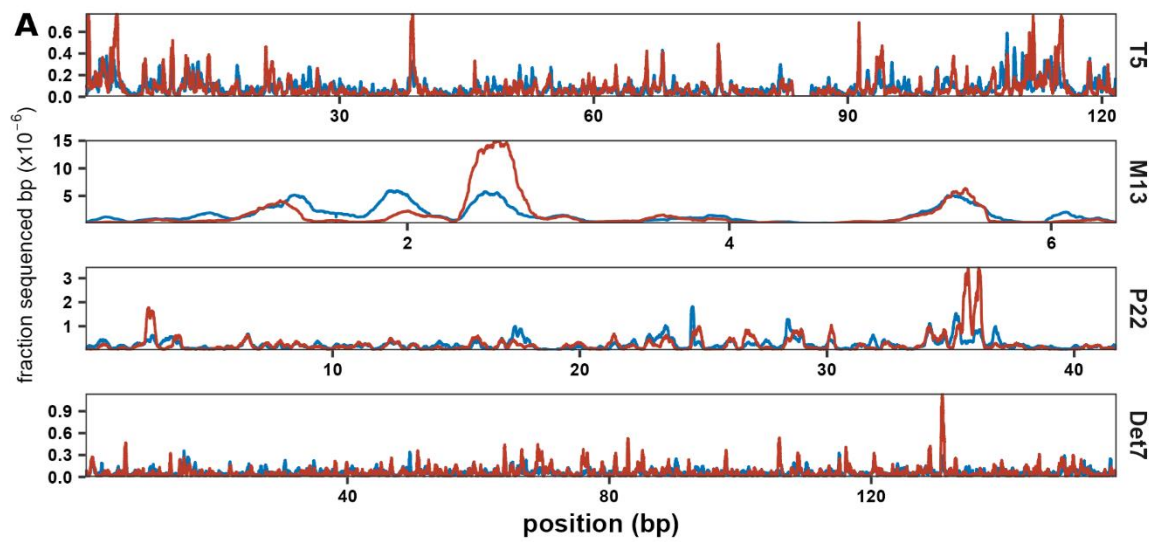 A
fraction sequenced bp (x10⁻⁶)
0.6
0.4
0.2
0.0
30 60 90 120
T5
15
10
5
2 4 6
M13
3
2
1
10 20 30 40
P22
0.9
0.6
0.3
0.0
40 80 120
Det7
position (bp)